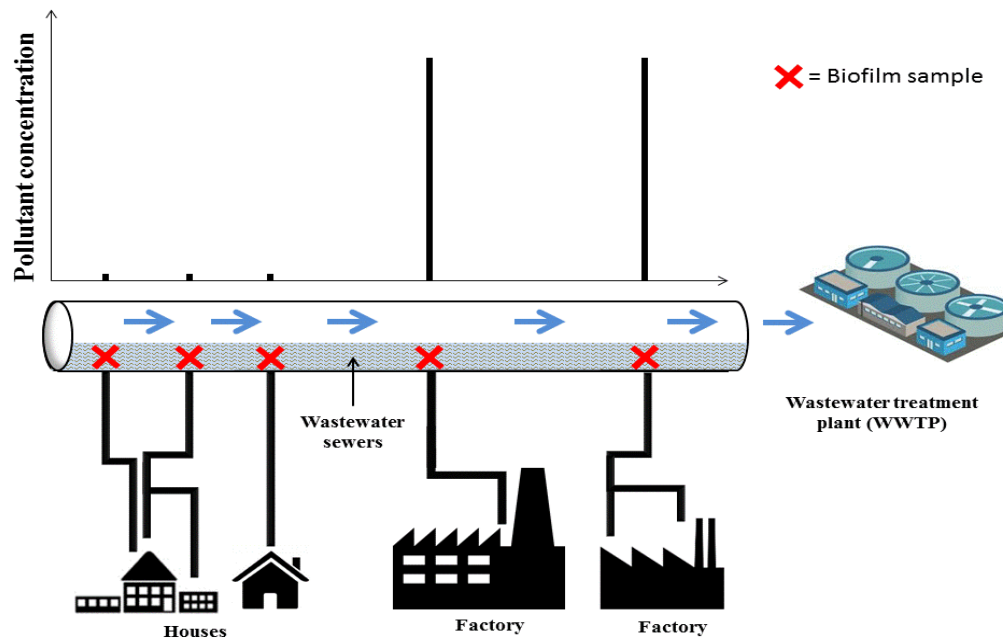 Pollutant concentration
= Biofilm sample
Wastewater
sewers
Wastewater treatment
plant (WWTP)
Houses
Factory
Factory